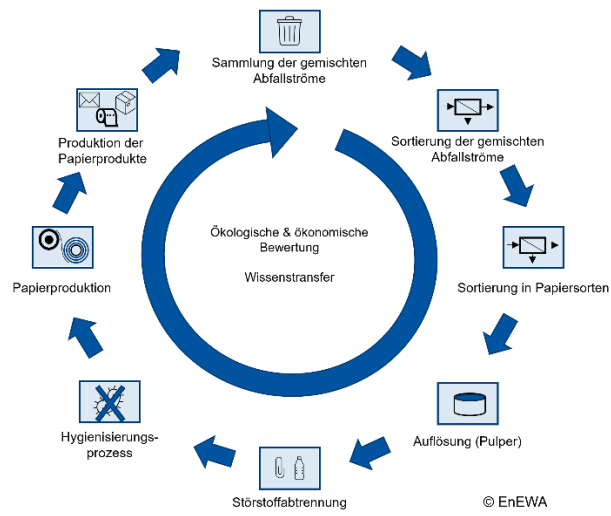 Sammlung der gemischten
Abfallströme
Sortierung der gemischten
Abfallströme
Sortierung in Papiersorten
Auflösung (Pulper)
Störstoffabtrennung
Hygienisierungs-
prozess
Papierproduktion
Produktion der
Papierprodukte
Ökologische & ökonomische
Bewertung
Wissenstransfer
© EnEWA